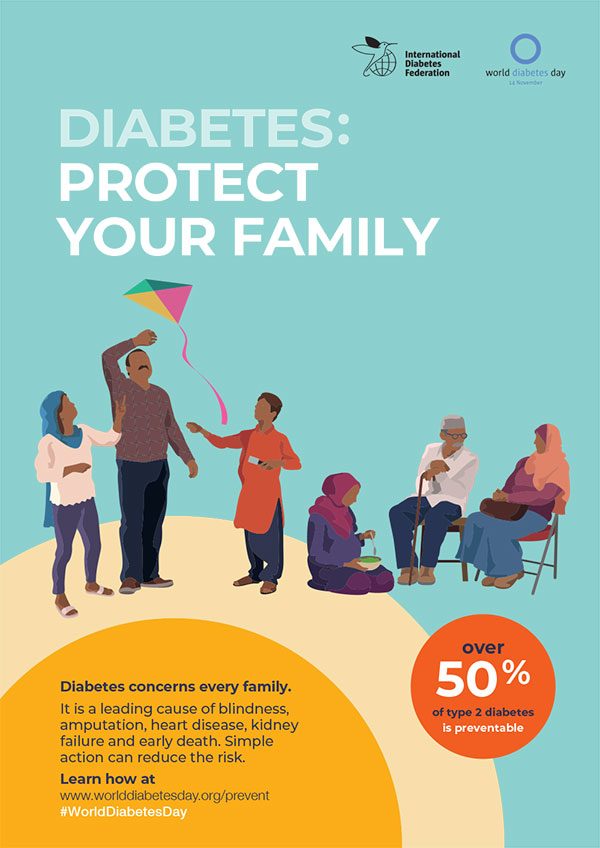 International
Diabetes
Federation
world diabetes day
14 November
DIABETES:
PROTECT
YOUR FAMILY
over
50%
of type 2 diabetes
is preventable
Diabetes concerns every family.
It is a leading cause of blindness,
amputation, heart disease, kidney
failure and early death. Simple
action can reduce the risk.
Learn how at
www.worlddiabetesday.org/prevent
#WorldDiabetesDay